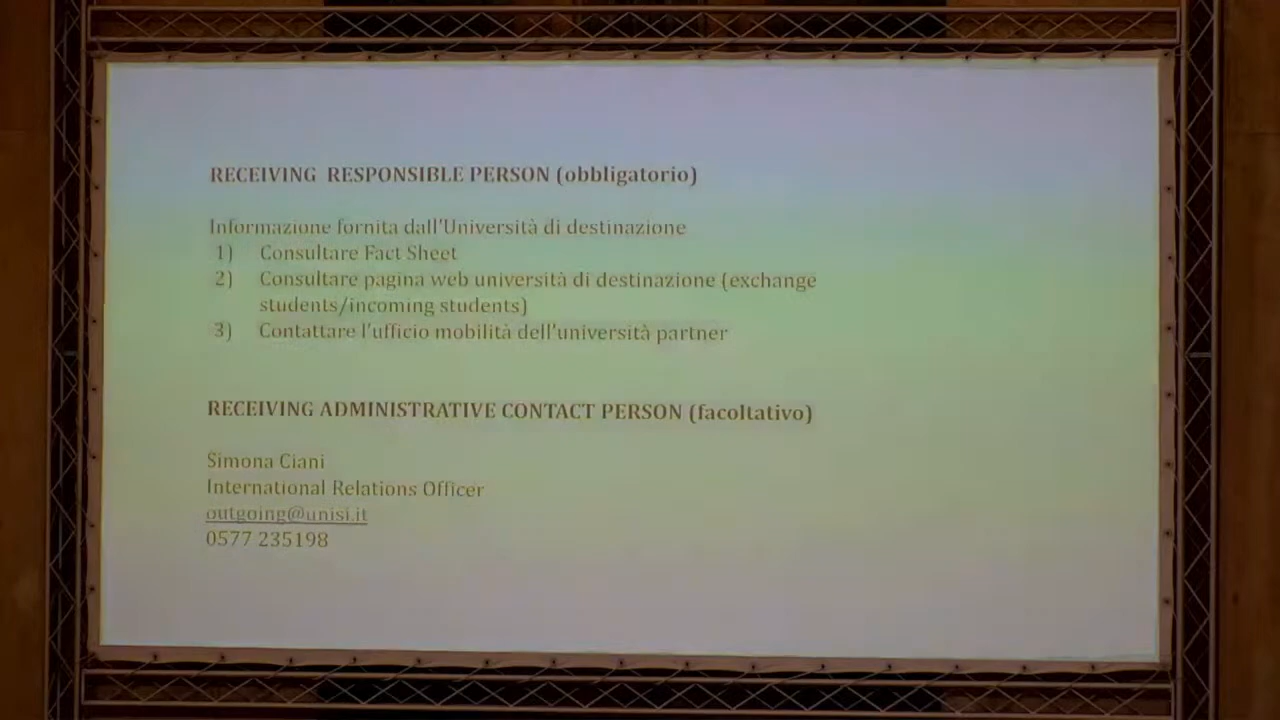 RECEIVING RESPONSIBLE PERSON (obbligatorio)
Informazione fornita dall'Università di destinazione
1) Consultare Fact Sheet
2) Consultare pagina web università di destinazione (exchange
students/incoming students)
3) Contattare l'ufficio mobilità dell'università partner
RECEIVING ADMINISTRATIVE CONTACT PERSON (facoltativo)
Simona Ciani
International Relations Officer
outgoing@unisi.it
0577 235198